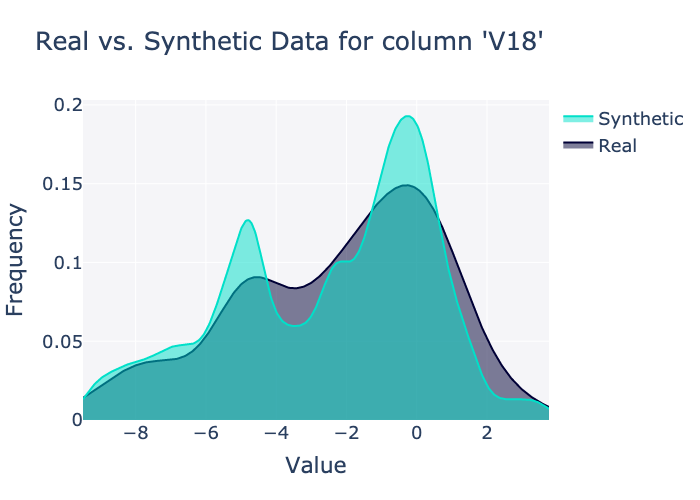 Real vs. Synthetic Data for column 'V18'
Synthetic
Real
Frequency
0.2
0.15
0.1
0.05
0
−8
−6
−4
−2
0
2
Value